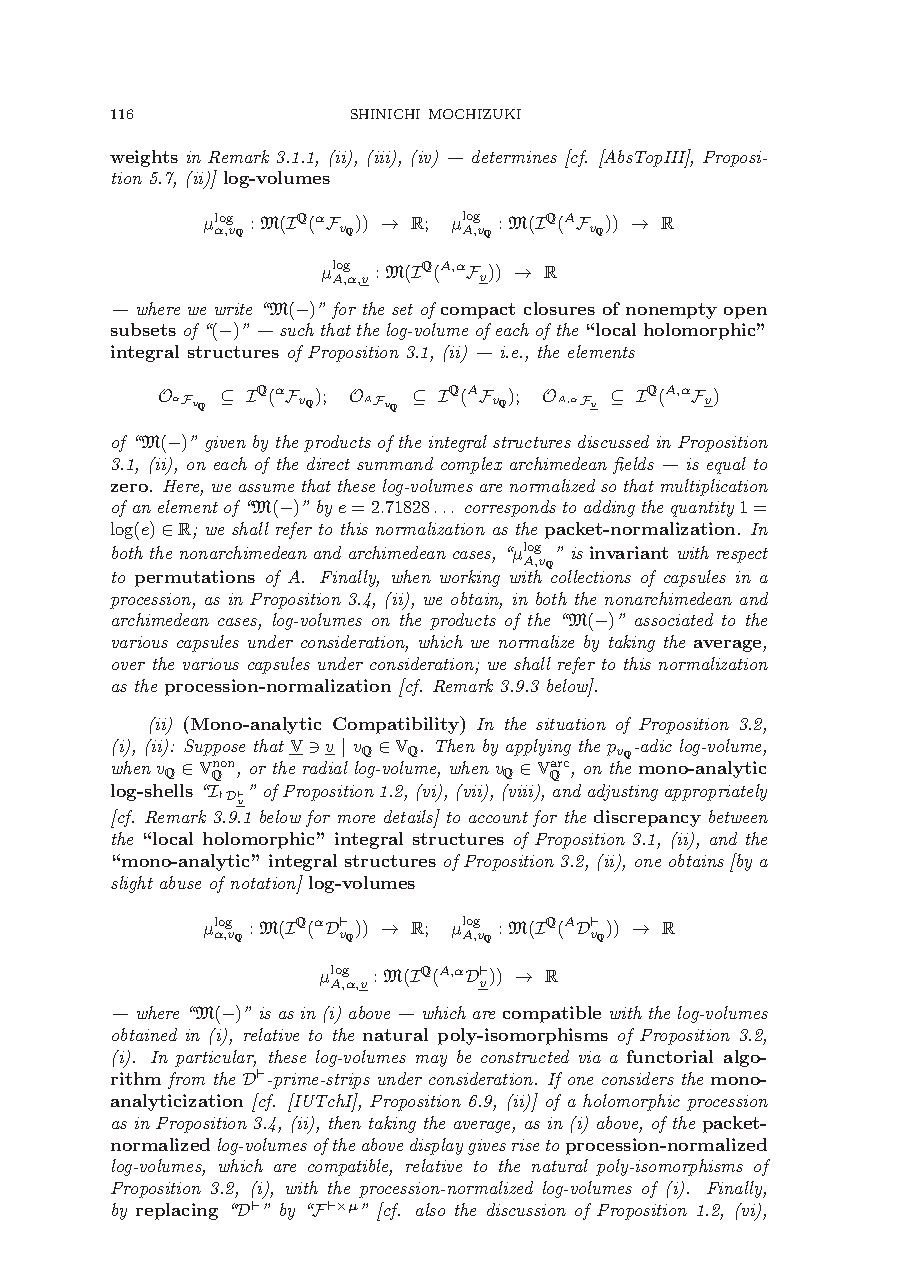 116 SHINICHI MOCHIZUKI
weights in Remark 3.1.1, (ii), (iii), (iv) — determines [cf. [AbsTopIII], Proposi-
tion 5.7, (ii)] log-volumes
μ^log_{α,v_ℚ} : 𝔐(ℐ^ℚ(^αℱ_{v_ℚ})) → ℝ; μ^log_{A,v_ℚ} : 𝔐(ℐ^ℚ(^Aℱ_{v_ℚ})) → ℝ
μ^log_{A,α,v̲} : 𝔐(ℐ^ℚ(^{A,α}ℱ_v̲)) → ℝ
— where we write “𝔐(−)” for the set of compact closures of nonempty open
subsets of “(−)” — such that the log-volume of each of the “local holomorphic”
integral structures of Proposition 3.1, (ii) — i.e., the elements
𝒪_{^αℱ_{v_ℚ}} ⊆ ℐ^ℚ(^αℱ_{v_ℚ}); 𝒪_{^Aℱ_{v_ℚ}} ⊆ ℐ^ℚ(^Aℱ_{v_ℚ}); 𝒪_{^{A,α}ℱ_v̲} ⊆ ℐ^ℚ(^{A,α}ℱ_v̲)
of “𝔐(−)” given by the products of the integral structures discussed in Proposition
3.1, (ii), on each of the direct summand complex archimedean fields — is equal to
zero. Here, we assume that these log-volumes are normalized so that multiplication
of an element of “𝔐(−)” by e = 2.71828... corresponds to adding the quantity 1 =
log(e) ∈ ℝ; we shall refer to this normalization as the packet-normalization. In
both the nonarchimedean and archimedean cases, “μ^log_{A,v_ℚ}” is invariant with respect
to permutations of A. Finally, when working with collections of capsules in a
procession, as in Proposition 3.4, (ii), we obtain, in both the nonarchimedean and
archimedean cases, log-volumes on the products of the “𝔐(−)” associated to the
various capsules under consideration, which we normalize by taking the average,
over the various capsules under consideration; we shall refer to this normalization
as the procession-normalization [cf. Remark 3.9.3 below].
(ii) (Mono-analytic Compatibility) In the situation of Proposition 3.2,
(i), (ii): Suppose that 𝕍̲ ∋ v̲ | v_ℚ ∈ 𝕍_ℚ. Then by applying the p_{v_ℚ}-adic log-volume,
when v_ℚ ∈ 𝕍^non_ℚ, or the radial log-volume, when v_ℚ ∈ 𝕍^arc_ℚ, on the mono-analytic
log-shells “ℐ_{^†𝒟^⊢_v̲}” of Proposition 1.2, (vi), (vii), (viii), and adjusting appropriately
[cf. Remark 3.9.1 below for more details] to account for the discrepancy between
the “local holomorphic” integral structures of Proposition 3.1, (ii), and the
“mono-analytic” integral structures of Proposition 3.2, (ii), one obtains [by a
slight abuse of notation] log-volumes
μ^log_{α,v_ℚ} : 𝔐(ℐ^ℚ(^α𝒟^⊢_{v_ℚ})) → ℝ; μ^log_{A,v_ℚ} : 𝔐(ℐ^ℚ(^A𝒟^⊢_{v_ℚ})) → ℝ
μ^log_{A,α,v̲} : 𝔐(ℐ^ℚ(^{A,α}𝒟^⊢_v̲)) → ℝ
— where “𝔐(−)” is as in (i) above — which are compatible with the log-volumes
obtained in (i), relative to the natural poly-isomorphisms of Proposition 3.2,
(i). In particular, these log-volumes may be constructed via a functorial algo-
rithm from the 𝒟^⊢-prime-strips under consideration. If one considers the mono-
analyticization [cf. [IUTchI], Proposition 6.9, (ii)] of a holomorphic procession
as in Proposition 3.4, (ii), then taking the average, as in (i) above, of the packet-
normalized log-volumes of the above display gives rise to procession-normalized
log-volumes, which are compatible, relative to the natural poly-isomorphisms of
Proposition 3.2, (i), with the procession-normalized log-volumes of (i). Finally,
by replacing “𝒟^⊢” by “ℱ^{⊢×μ}” [cf. also the discussion of Proposition 1.2, (vi),